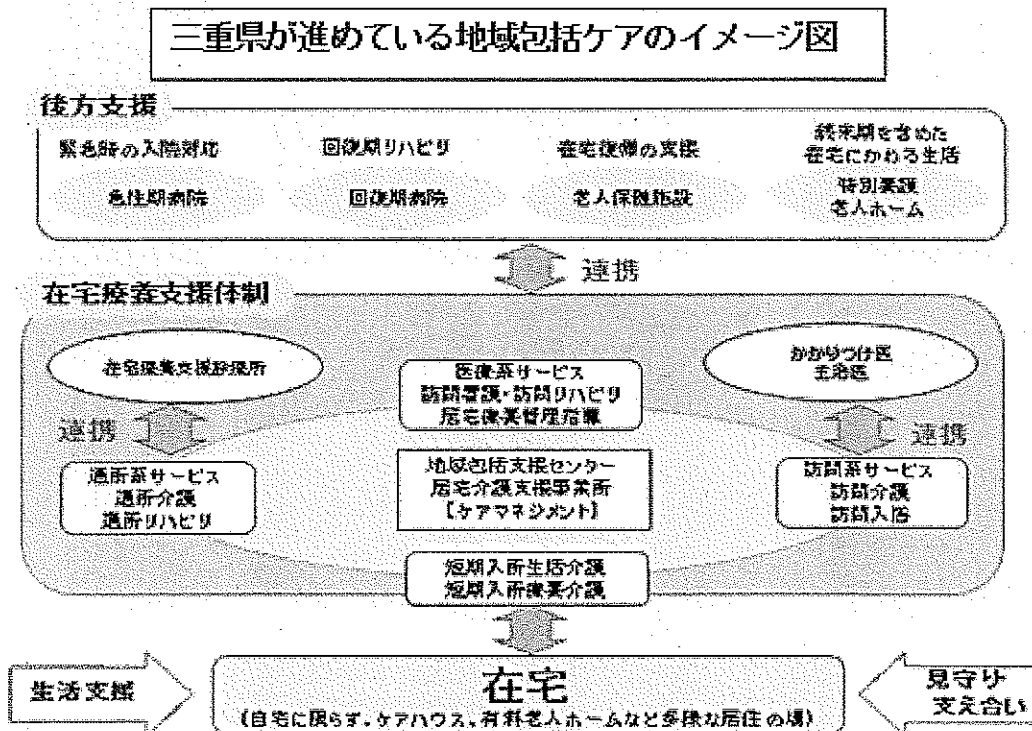 三重県が進めている地域包括ケアのイメージ図
後方支援
緊急時の入院対応
回復期リハビリ
在宅復帰の支援
終末期を含めた
在宅にかわる生活
急性期病院
回復期病院
老人保健施設
特別養護
老人ホーム
連携
在宅療養支援体制
在宅療養支援診療所
かかりつけ医
主治医
医療系サービス
訪問看護・訪問リハビリ
居宅療養管理指導
連携
連携
通所系サービス
通所介護
通所リハビリ
地域包括支援センター
居宅介護支援事業所
【ケアマネジメント】
訪問系サービス
訪問介護
訪問入浴
短期入所生活介護
短期入所療養介護
生活支援
在宅
(自宅に限らず、ケアハウス、有料老人ホームなど多様な居住の場)
見守り
支え合い